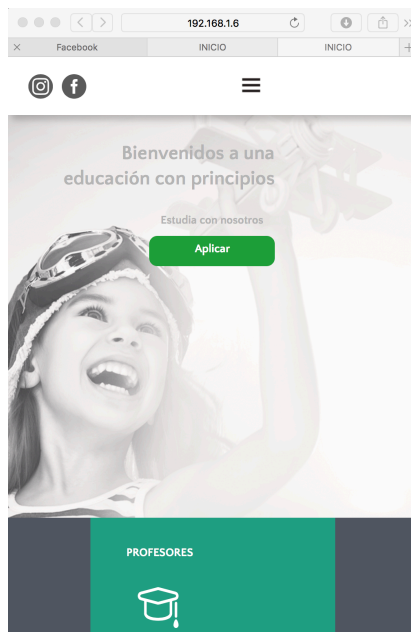 192.168.1.6
Facebook
INICIO
INICIO
Bienvenidos a una
educación con principios
Estudia con nosotros
Aplicar
PROFESORES